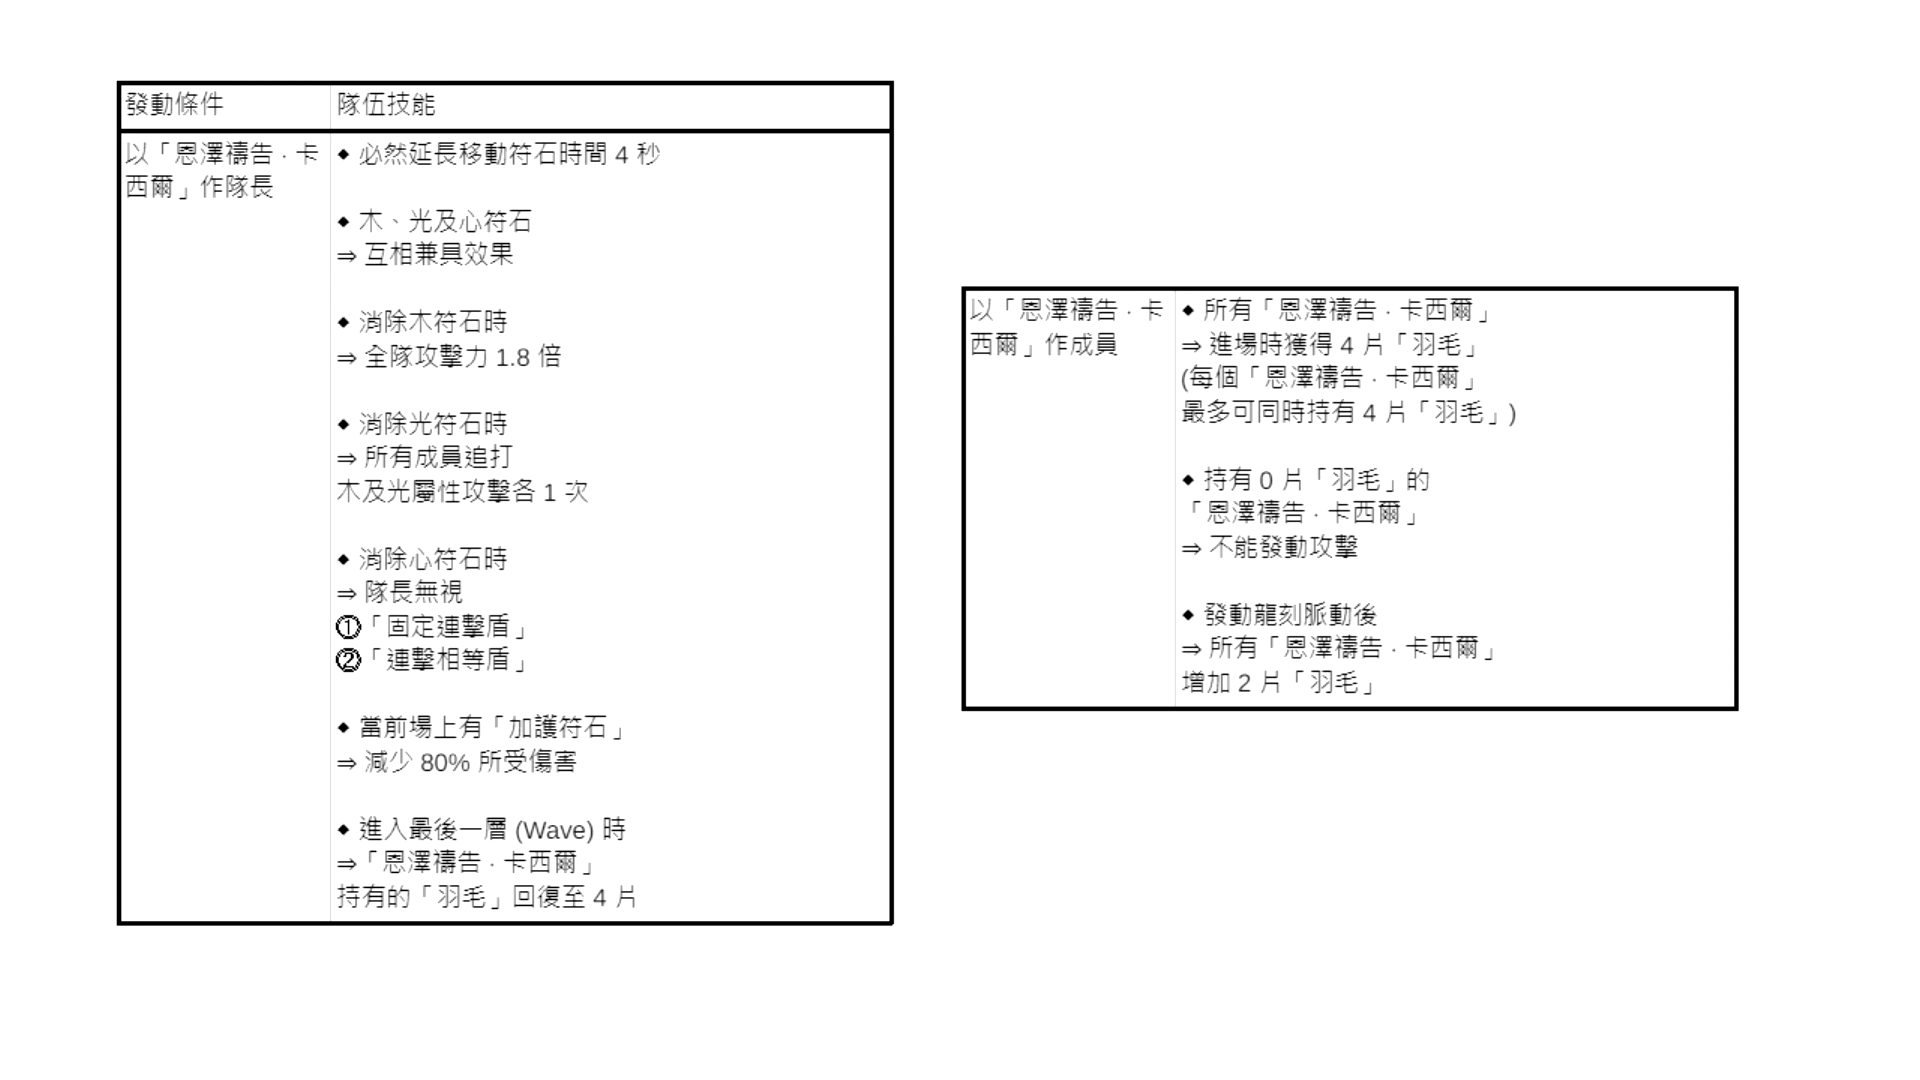 發動條件
隊伍技能
以「恩澤禱告 · 卡
西爾」作隊長
◆ 必然延長移動符石時間 4 秒
◆ 木、光及心符石
⇒ 互相兼具效果
◆ 消除木符石時
⇒ 全隊攻擊力 1.8 倍
◆ 消除光符石時
⇒ 所有成員追打
木及光屬性攻擊各 1 次
◆ 消除心符石時
⇒ 隊長無視
①「固定連擊盾」
②「連擊相等盾」
◆ 當前場上有「加護符石」
⇒ 減少 80% 所受傷害
◆ 進入最後一層 (Wave) 時
⇒「恩澤禱告 · 卡西爾」
持有的「羽毛」回復至 4 片
以「恩澤禱告 · 卡
西爾」作成員
◆ 所有「恩澤禱告 · 卡西爾」
⇒ 進場時獲得 4 片「羽毛」
(每個「恩澤禱告 · 卡西爾」
最多可同時持有 4 片「羽毛」)
◆ 持有 0 片「羽毛」的
「恩澤禱告 · 卡西爾」
⇒ 不能發動攻擊
◆ 發動龍刻脈動後
⇒ 所有「恩澤禱告 · 卡西爾」
增加 2 片「羽毛」